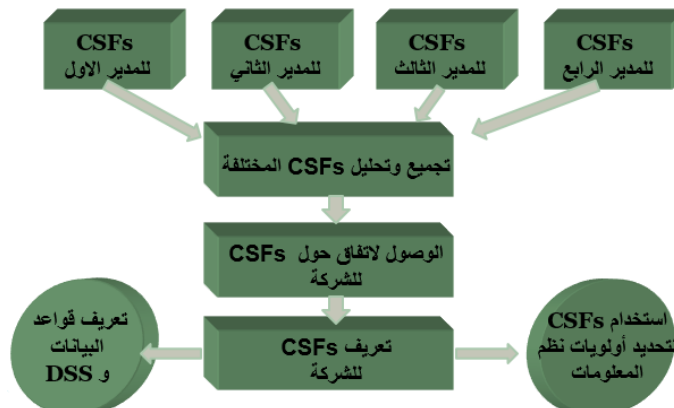 CSFs
للمدير الاول
CSFs
للمدير الثاني
CSFs
للمدير الثالث
CSFs
للمدير الرابع
تجميع وتحليل CSFs المختلفة
الوصول لاتفاق حول CSFs
للشركة
تعريف CSFs
للشركة
تعريف قواعد
البيانات
و DSS
استخدام CSFs
لتحديد أولويات نظم
المعلومات